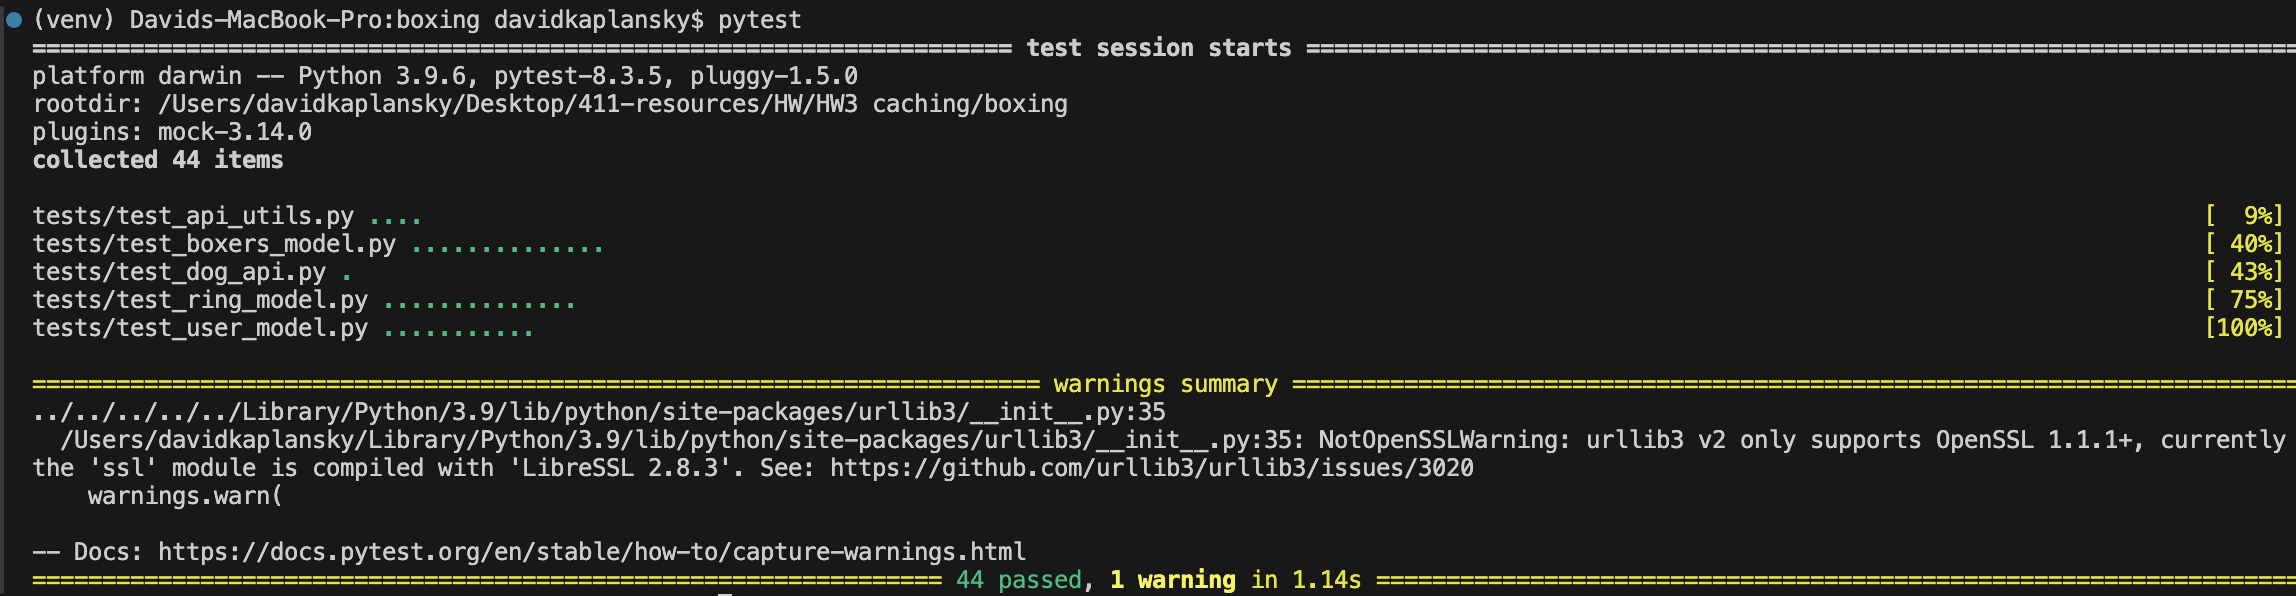 (venv) Davids-MacBook-Pro:boxing davidkaplansky$ pytest
====================================================================== test session starts =======================================================================
platform darwin -- Python 3.9.6, pytest-8.3.5, pluggy-1.5.0
rootdir: /Users/davidkaplansky/Desktop/411-resources/HW/HW3 caching/boxing
plugins: mock-3.14.0
collected 44 items

tests/test_api_utils.py .... [  9%]
tests/test_boxers_model.py .............. [ 40%]
tests/test_dog_api.py . [ 43%]
tests/test_ring_model.py .............. [ 75%]
tests/test_user_model.py ........... [100%]

======================================================================== warnings summary ========================================================================
../../../../../Library/Python/3.9/lib/python/site-packages/urllib3/__init__.py:35
  /Users/davidkaplansky/Library/Python/3.9/lib/python/site-packages/urllib3/__init__.py:35: NotOpenSSLWarning: urllib3 v2 only supports OpenSSL 1.1.1+, currently
the 'ssl' module is compiled with 'LibreSSL 2.8.3'. See: https://github.com/urllib3/urllib3/issues/3020
    warnings.warn(

-- Docs: https://docs.pytest.org/en/stable/how-to/capture-warnings.html
================================================================= 44 passed, 1 warning in 1.14s ==================================================================